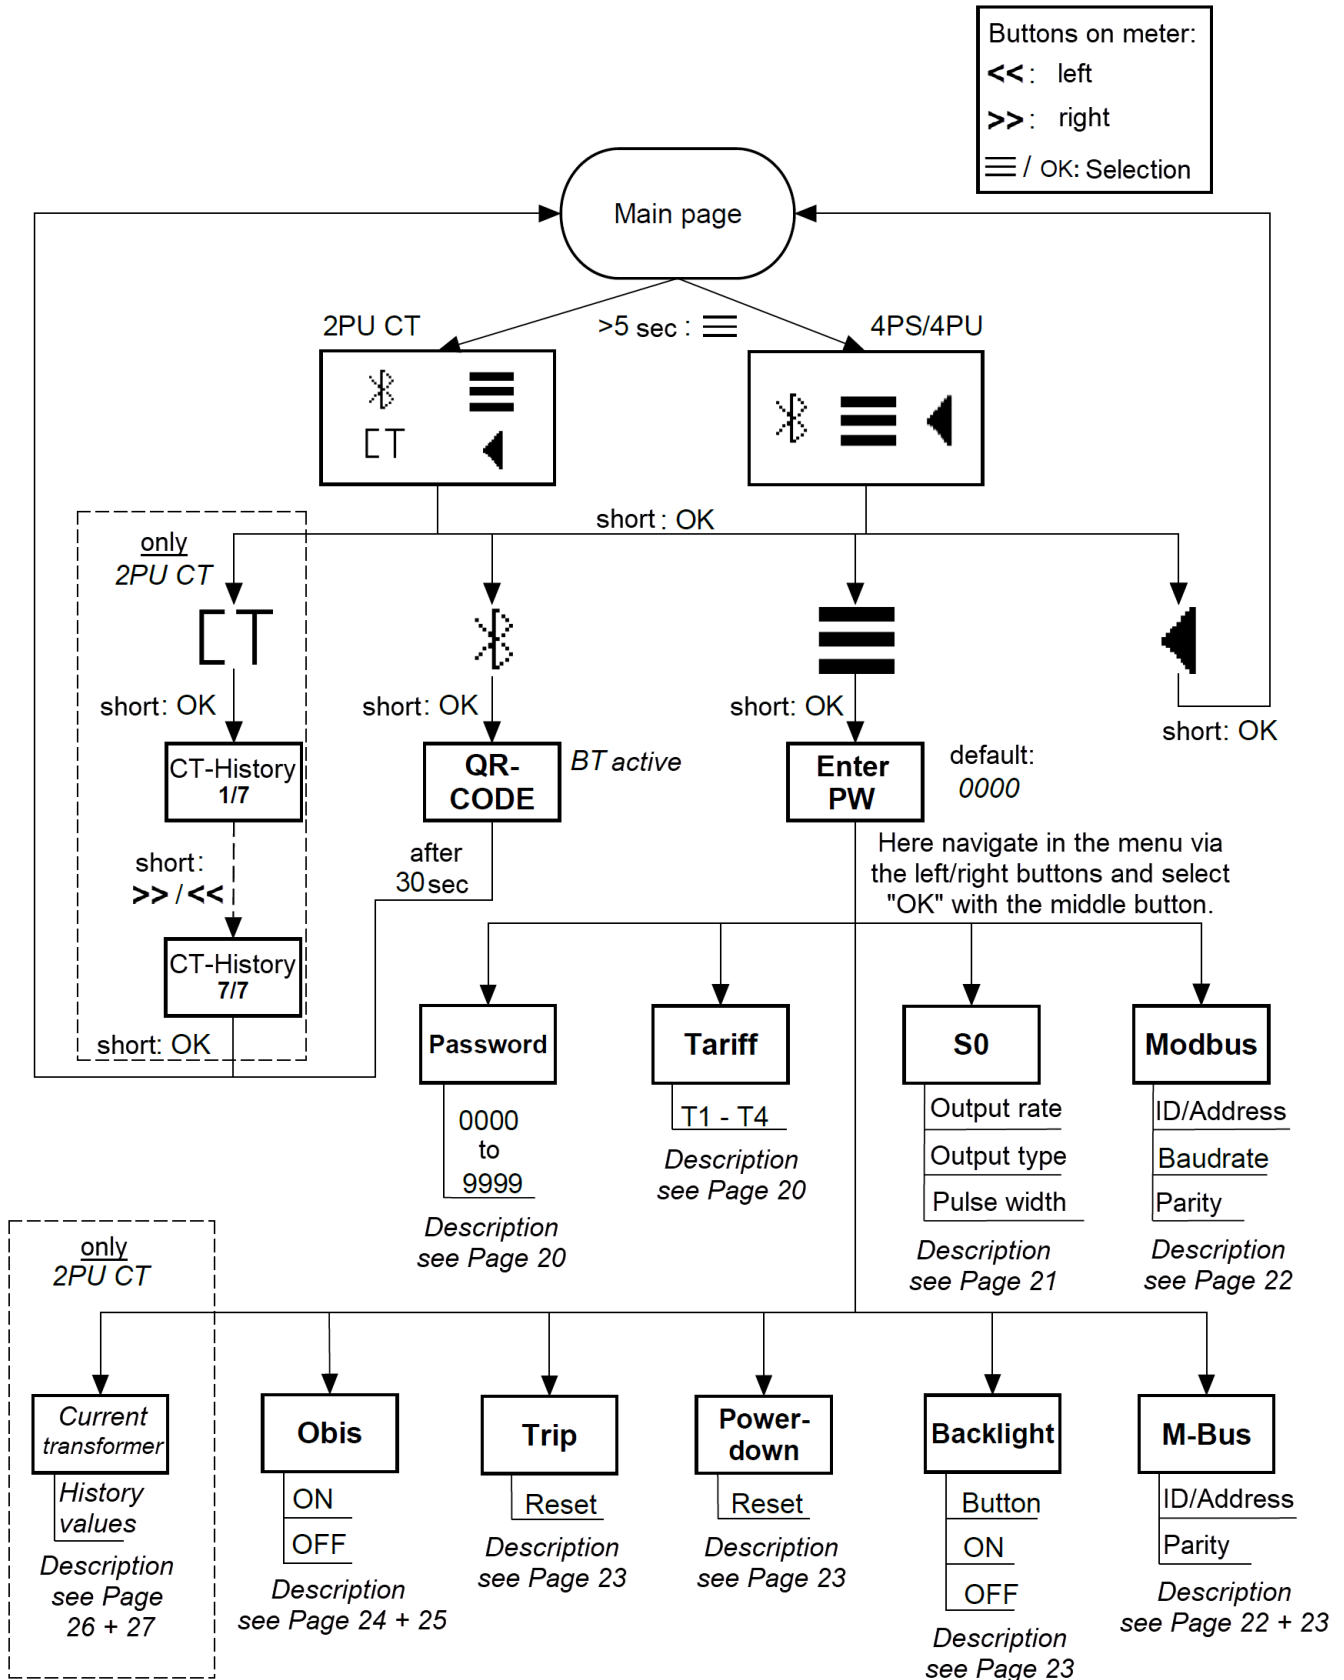 Buttons on meter:
<<: left
>>: right
☰ / OK: Selection
Main page
2PU CT
>5 sec : ☰
4PS/4PU
CT
short: OK
only
2PU CT
CT
short: OK
short: OK
short: OK
short: OK
CT-History
1/7
QR-
CODE
BT active
Enter
PW
default:
0000
short:
>> / <<
after
30 sec
Here navigate in the menu via
the left/right buttons and select
"OK" with the middle button.
CT-History
7/7
short: OK
Password
0000
to
9999
Description
see Page 20
Tariff
T1 - T4
Description
see Page 20
S0
Output rate
Output type
Pulse width
Description
see Page 21
Modbus
ID/Address
Baudrate
Parity
Description
see Page 22
only
2PU CT
Current
transformer
History
values
Description
see Page
26 + 27
Obis
ON
OFF
Description
see Page 24 + 25
Trip
Reset
Description
see Page 23
Power-
down
Reset
Description
see Page 23
Backlight
Button
ON
OFF
Description
see Page 23
M-Bus
ID/Address
Parity
Description
see Page 22 + 23